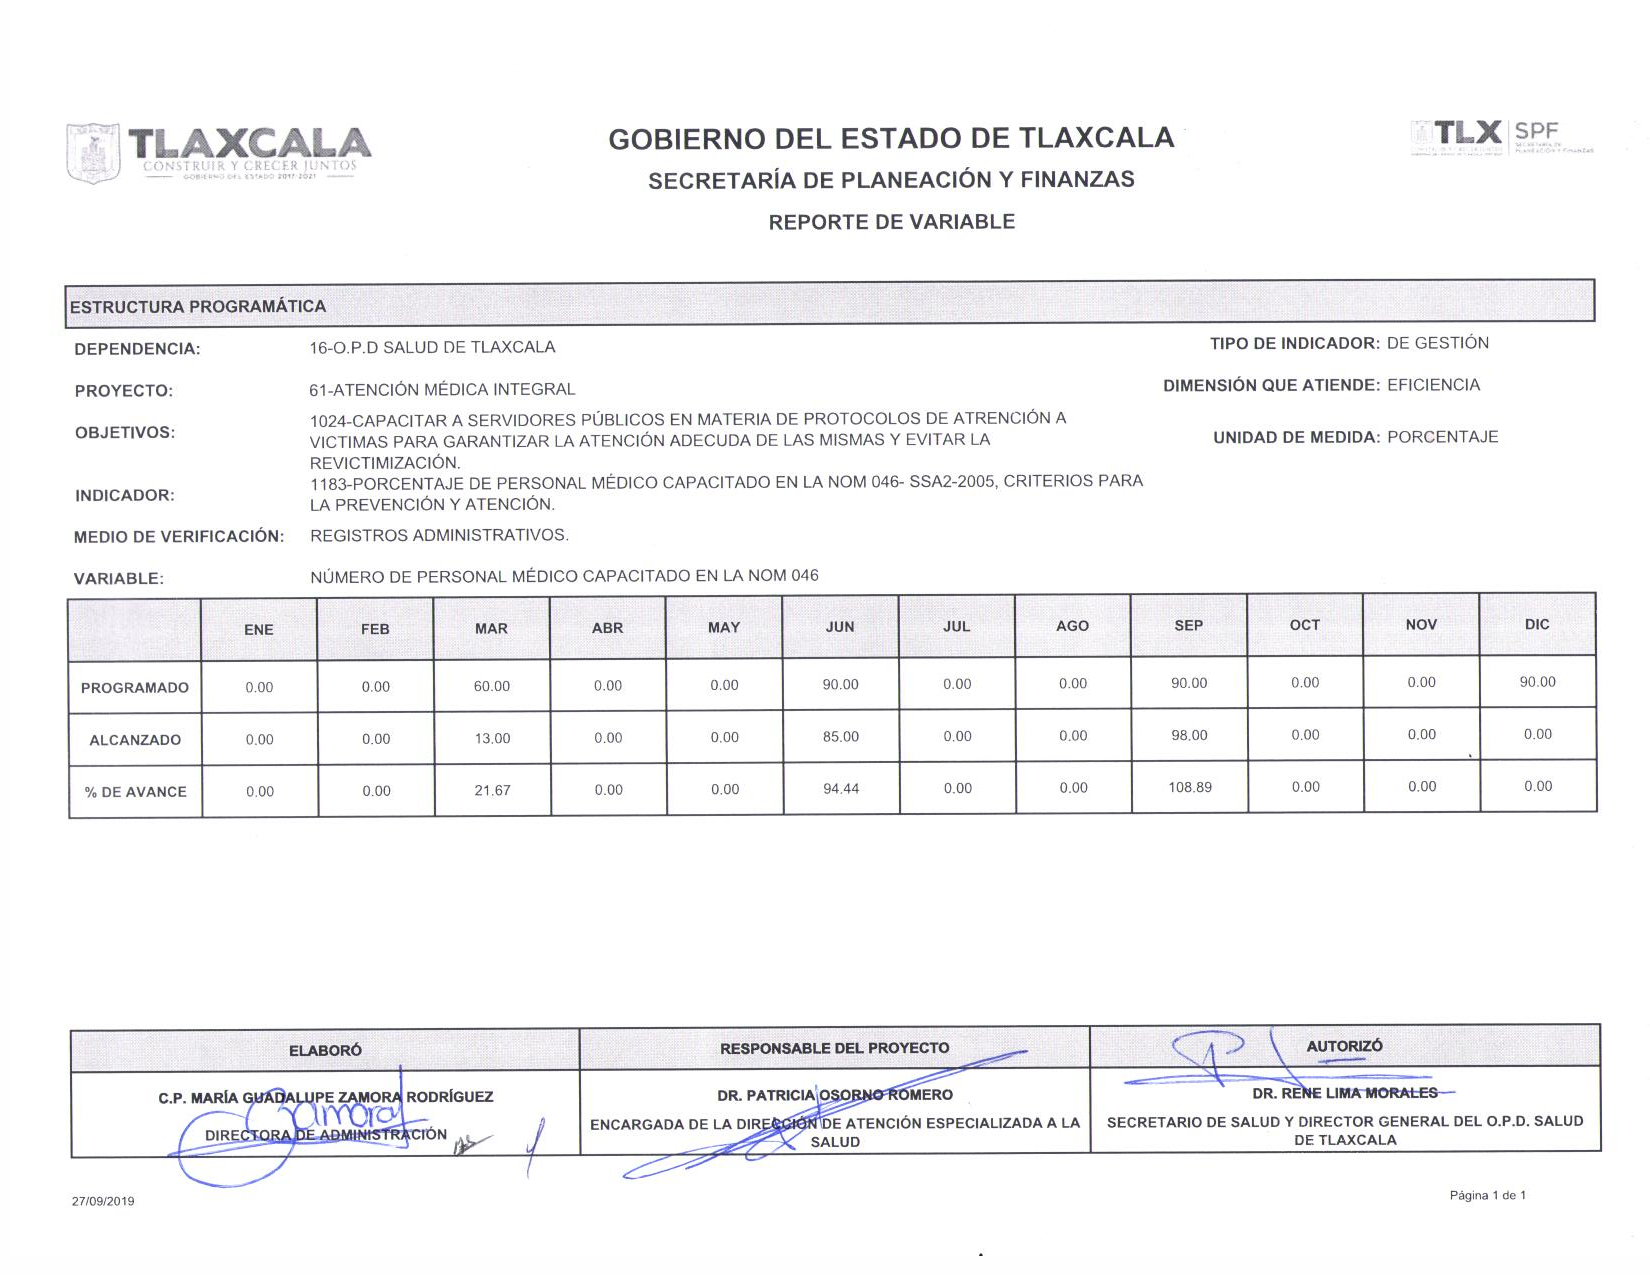 TLAXCALA
CONSTRUIR Y CRECER JUNTOS
GOBIERNO DEL ESTADO 2017-2021
GOBIERNO DEL ESTADO DE TLAXCALA
SECRETARÍA DE PLANEACIÓN Y FINANZAS
REPORTE DE VARIABLE
TLX SPF
SECRETARÍA DE
PLANEACIÓN Y FINANZAS
ESTRUCTURA PROGRAMÁTICA
DEPENDENCIA: 16-O.P.D SALUD DE TLAXCALA TIPO DE INDICADOR: DE GESTIÓN
PROYECTO: 61-ATENCIÓN MÉDICA INTEGRAL DIMENSIÓN QUE ATIENDE: EFICIENCIA
OBJETIVOS: 1024-CAPACITAR A SERVIDORES PÚBLICOS EN MATERIA DE PROTOCOLOS DE ATRENCIÓN A
VICTIMAS PARA GARANTIZAR LA ATENCIÓN ADECUDA DE LAS MISMAS Y EVITAR LA
REVICTIMIZACIÓN.
UNIDAD DE MEDIDA: PORCENTAJE
INDICADOR: 1183-PORCENTAJE DE PERSONAL MÉDICO CAPACITADO EN LA NOM 046- SSA2-2005, CRITERIOS PARA
LA PREVENCIÓN Y ATENCIÓN.
MEDIO DE VERIFICACIÓN: REGISTROS ADMINISTRATIVOS.
VARIABLE: NÚMERO DE PERSONAL MÉDICO CAPACITADO EN LA NOM 046
ENE FEB MAR ABR MAY JUN JUL AGO SEP OCT NOV DIC
PROGRAMADO 0.00 0.00 60.00 0.00 0.00 90.00 0.00 0.00 90.00 0.00 0.00 90.00
ALCANZADO 0.00 0.00 13.00 0.00 0.00 85.00 0.00 0.00 98.00 0.00 0.00 0.00
% DE AVANCE 0.00 0.00 21.67 0.00 0.00 94.44 0.00 0.00 108.89 0.00 0.00 0.00
ELABORÓ
C.P. MARÍA GUADALUPE ZAMORA RODRÍGUEZ
Zamora
DIRECTORA DE ADMINISTRACIÓN
RESPONSABLE DEL PROYECTO
DR. PATRICIA OSORNO ROMERO
ENCARGADA DE LA DIRECCIÓN DE ATENCIÓN ESPECIALIZADA A LA
SALUD
AUTORIZÓ
DR. RENE LIMA MORALES
SECRETARIO DE SALUD Y DIRECTOR GENERAL DEL O.P.D. SALUD
DE TLAXCALA
27/09/2019
Página 1 de 1